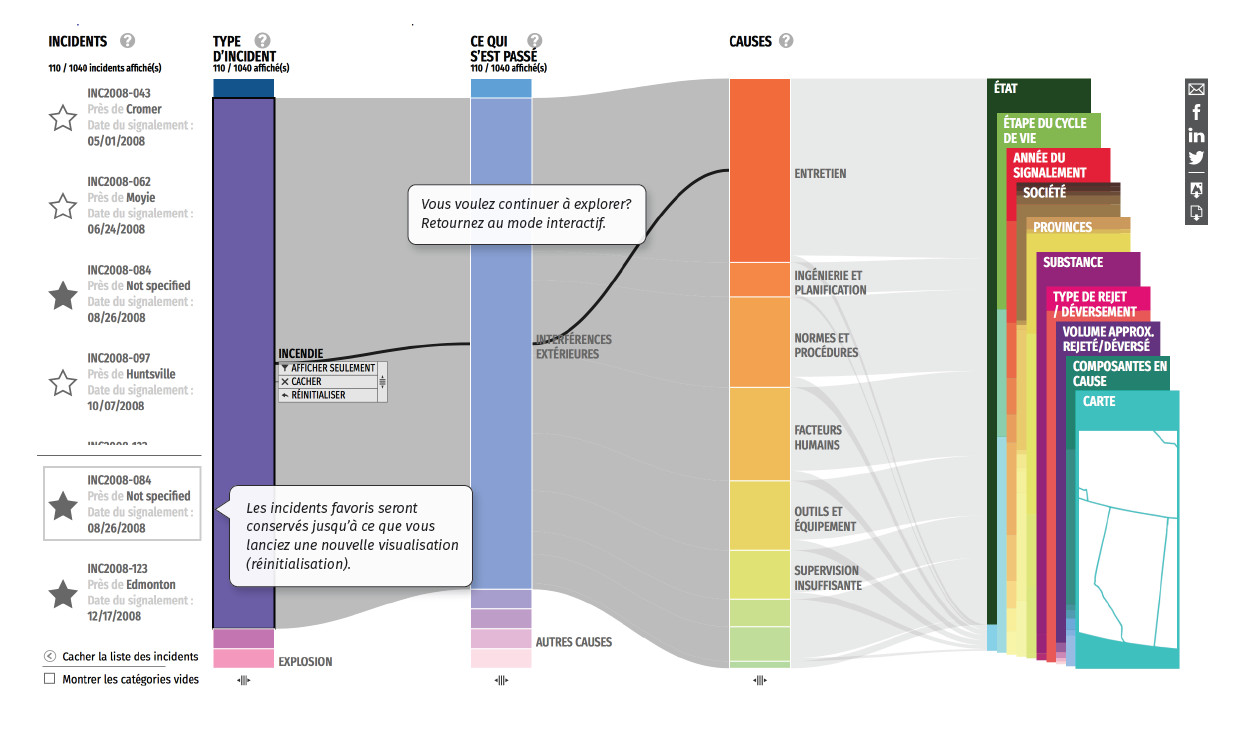 INCIDENTS ?
110 / 1040 incidents affiché(s)
INC2008-043
Près de Cromer
Date du signalement :
05/01/2008
INC2008-062
Près de Moyie
Date du signalement :
06/24/2008
INC2008-084
Près de Not specified
Date du signalement :
08/26/2008
INC2008-097
Près de Huntsville
Date du signalement :
10/07/2008
INC2008-084
Près de Not specified
Date du signalement :
08/26/2008
INC2008-123
Près de Edmonton
Date du signalement :
12/17/2008
Cacher la liste des incidents
Montrer les catégories vides
TYPE ?
D'INCIDENT
110 / 1040 affiché(s)
INCENDIE
AFFICHER SEULEMENT
CACHER
RÉINITIALISER
Les incidents favoris seront
conservés jusqu'à ce que vous
lanciez une nouvelle visualisation
(réinitialisation).
EXPLOSION
CE QUI ?
S'EST PASSÉ
110 / 1040 affiché(s)
Vous voulez continuer à explorer?
Retournez au mode interactif.
INTERFÉRENCES
EXTÉRIEURES
AUTRES CAUSES
CAUSES ?
ENTRETIEN
INGÉNIERIE ET
PLANIFICATION
NORMES ET
PROCÉDURES
FACTEURS
HUMAINS
OUTILS ET
ÉQUIPEMENT
SUPERVISION
INSUFFISANTE
ÉTAT
ÉTAPE DU CYCLE
DE VIE
ANNÉE DU
SIGNALEMENT
SOCIÉTÉ
PROVINCES
SUBSTANCE
TYPE DE REJET
/ DÉVERSEMENT
VOLUME APPROX.
REJETÉ/DÉVERSÉ
COMPOSANTES EN
CAUSE
CARTE
f
in